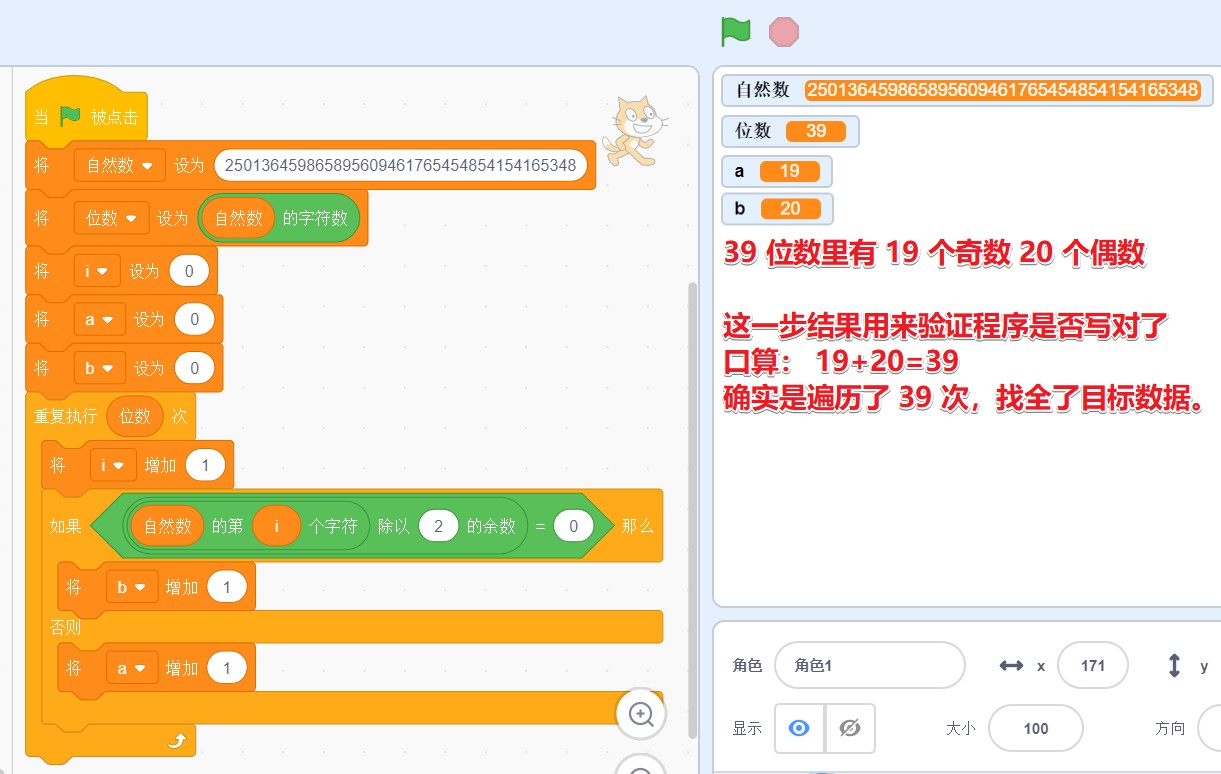 当 被点击
将 自然数 设为 250136459865895609461765454854154165348
将 位数 设为 自然数 的字符数
将 i 设为 0
将 a 设为 0
将 b 设为 0
重复执行 位数 次
将 i 增加 1
如果 自然数 的第 i 个字符 除以 2 的余数 = 0 那么
将 b 增加 1
否则
将 a 增加 1
自然数 250136459865895609461765454854154165348
位数 39
a 19
b 20
39 位数里有 19 个奇数 20 个偶数
这一步结果用来验证程序是否写对了
口算： 19+20=39
确实是遍历了 39 次，找全了目标数据。
角色 角色1 x 171 y
显示 大小 100 方向